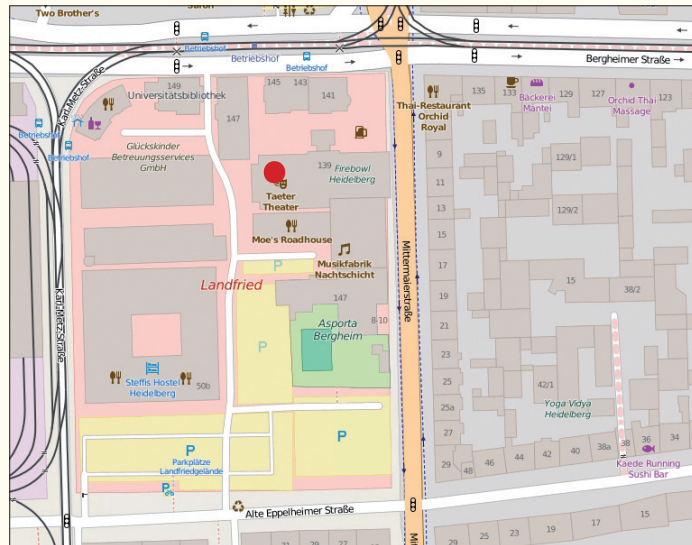 Two Brother's
Betriebshof
Betriebshof
Betriebshof
Bergheimer Straße
Karl-Metz-Straße
149
Universitätsbibliothek
145
143
141
147
Thai-Restaurant
Orchid
Royal
135
133
Bäckerei
Mantei
129
127
Orchid Thai
Massage
123
Betriebshof
Betriebshof
Glückskinder
Betreuungsservices
GmbH
139
Firebowl
Heidelberg
Taeter
Theater
9
11
13
15
17
19
21
23
25
25a
27
29
129/1
129/2
15
38/2
Moe's Roadhouse
Musikfabrik
Nachtschicht
P
Landfried
Mittermaierstraße
147
8-10
Asporta
Bergheim
P
Karl-Metz-Straße
Steffis Hostel
Heidelberg
50b
42/1
Yoga Vidya
Heidelberg
P
Parkplätze
Landfriedgelände
P
P
48
46
44
42
40
38a
38
36
34
Kaede Running
Sushi Bar
Alte Eppelheimer Straße
29
25
23
19
17
15